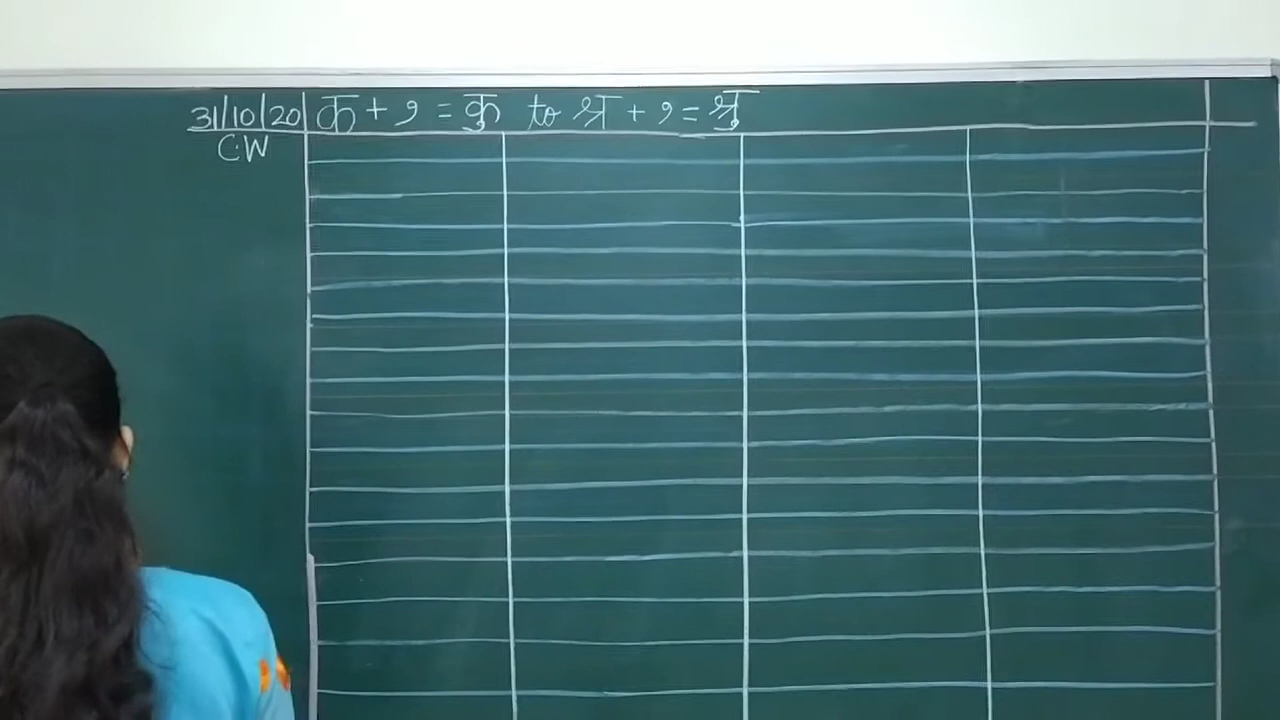 31/10/20 क + ु = कु to श्र + ु = श्रु
CW